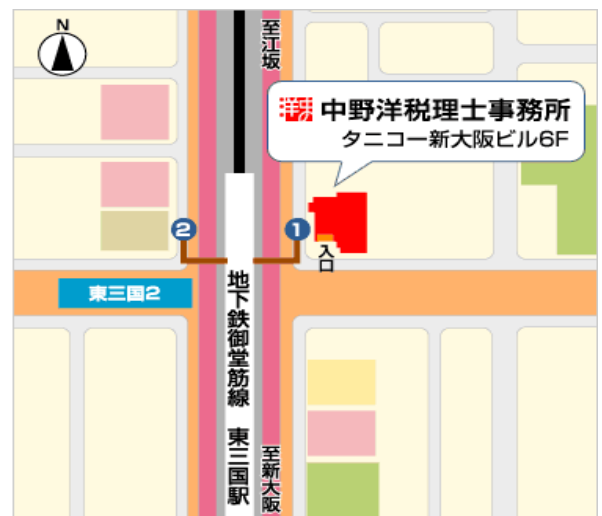 N
至江坂
中野洋税理士事務所
タニコー新大阪ビル6F
2
1
入口
東三国2
地下鉄御堂筋線 東三国駅
至新大阪